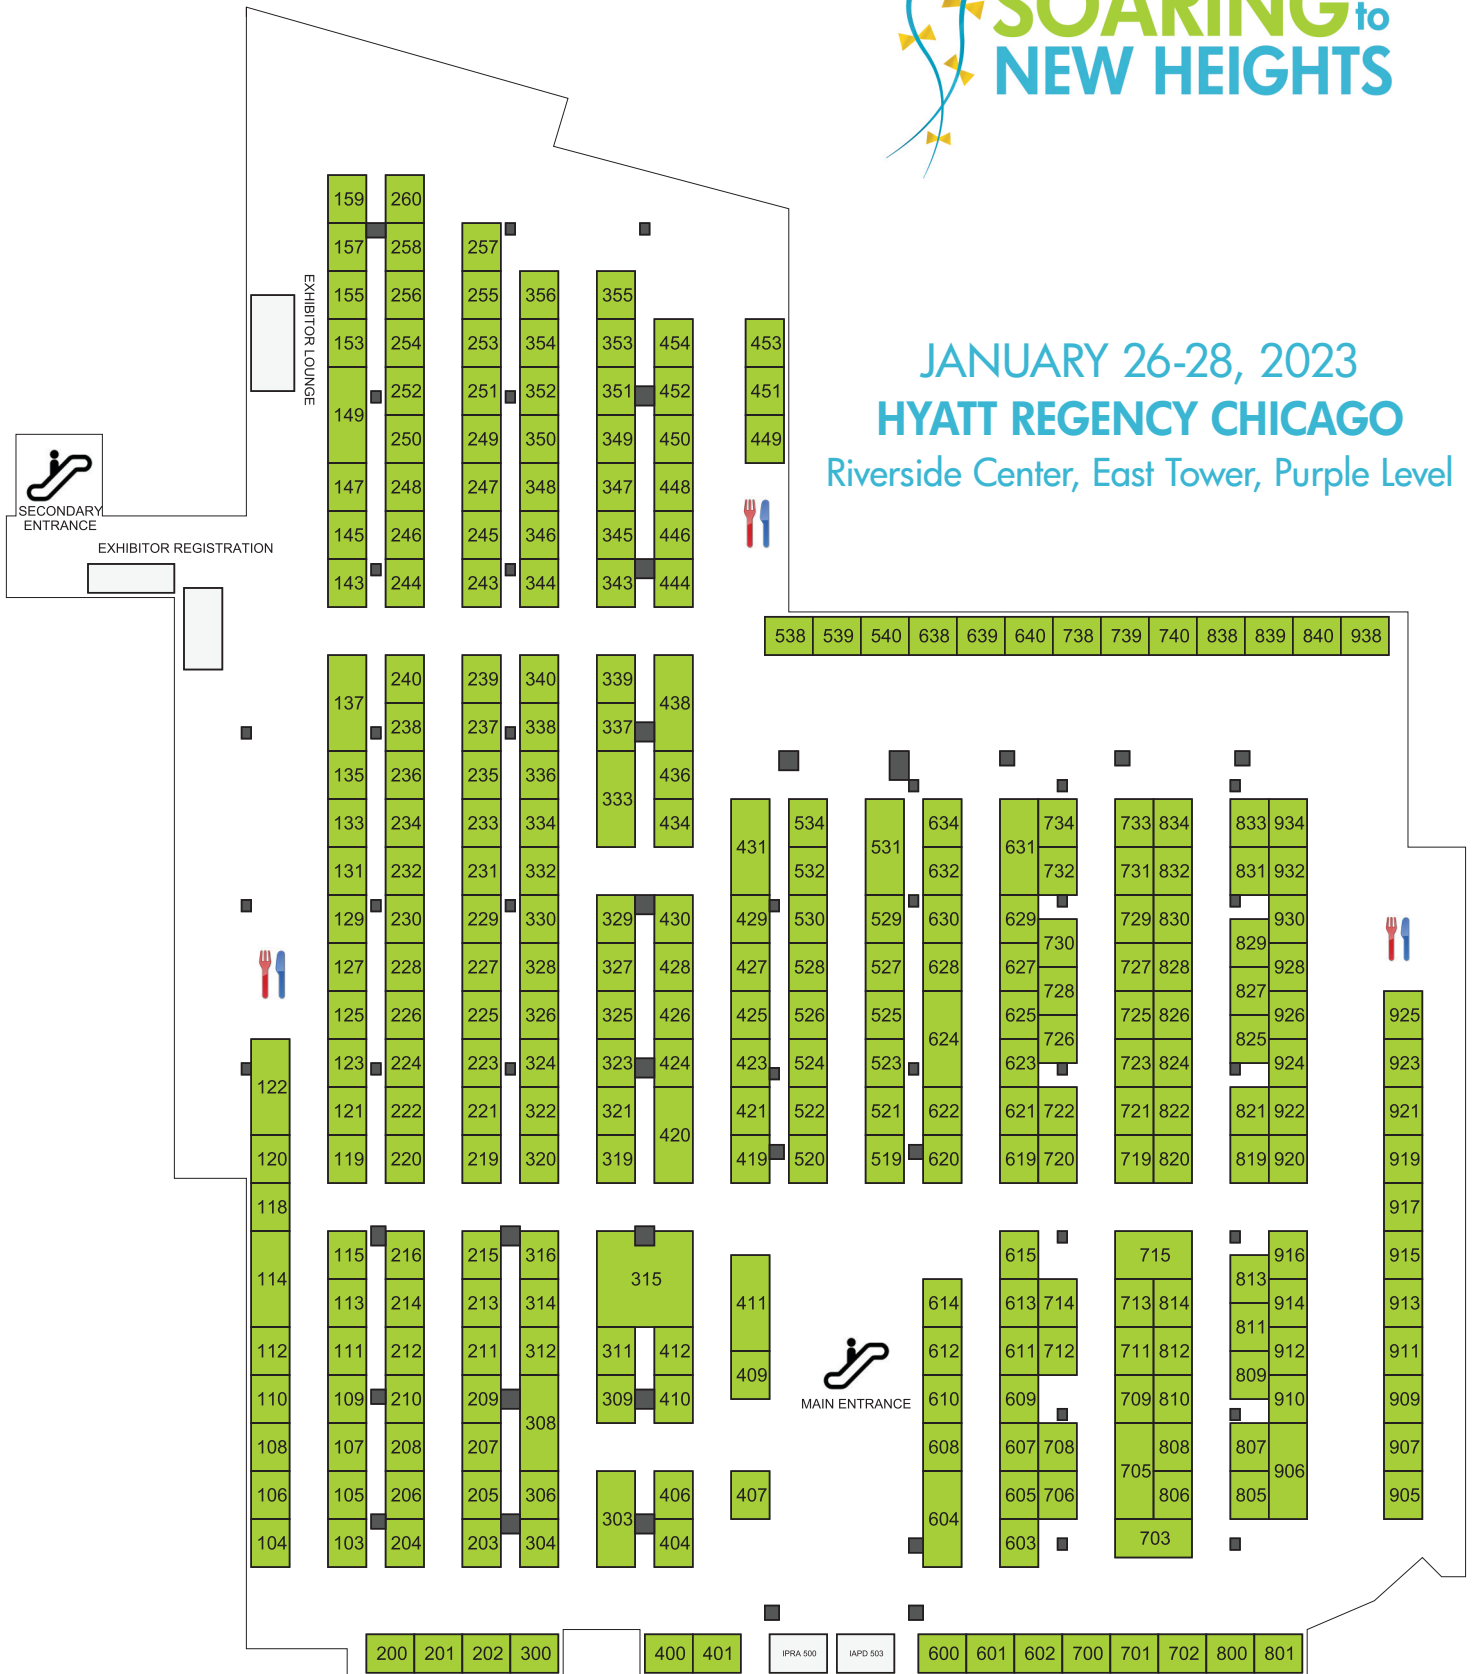 SOARING to
NEW HEIGHTS
JANUARY 26-28, 2023
HYATT REGENCY CHICAGO
Riverside Center, East Tower, Purple Level
EXHIBITOR LOUNGE
SECONDARY
ENTRANCE
EXHIBITOR REGISTRATION
159 260
157 258 257
155 256 255 356 355
153 254 253 354 353 454 453
149 252 251 352 351 452 451
250 249 350 349 450 449
147 248 247 348 347 448
145 246 245 346 345 446
143 244 243 344 343 444
538 539 540 638 639 640 738 739 740 838 839 840 938
137 240 239 340 339 438
238 237 338 337
135 236 235 336 333 436
133 234 233 334 434 431 534 531 634 631 734 733 834 833 934
131 232 231 332 532 632 732 731 832 831 932
129 230 229 330 329 430 429 530 529 630 629 730 729 830 829 930
127 228 227 328 327 428 427 528 527 628 627 728 727 828 827 928
125 226 225 326 325 426 425 526 525 624 625 726 725 826 825 926 925
122 123 224 223 324 323 424 423 524 523 623 723 824 924 923
121 222 221 322 321 420 421 522 521 622 621 722 721 822 821 922 921
120 119 220 219 320 319 419 520 519 620 619 720 719 820 819 920 919
118 917
114 115 216 215 316 315 411 615 715 813 916 915
113 214 213 314 614 613 714 713 814 811 914 913
112 111 212 211 312 311 412 409 612 611 712 711 812 809 912 911
MAIN ENTRANCE
110 109 210 209 308 309 410 610 609 709 810 910 909
108 107 208 207 608 607 708 705 808 807 906 907
106 105 206 205 306 303 406 407 604 605 706 806 805 905
104 103 204 203 304 404 603 703
200 201 202 300 400 401 IPRA 500 IAPD 503 600 601 602 700 701 702 800 801